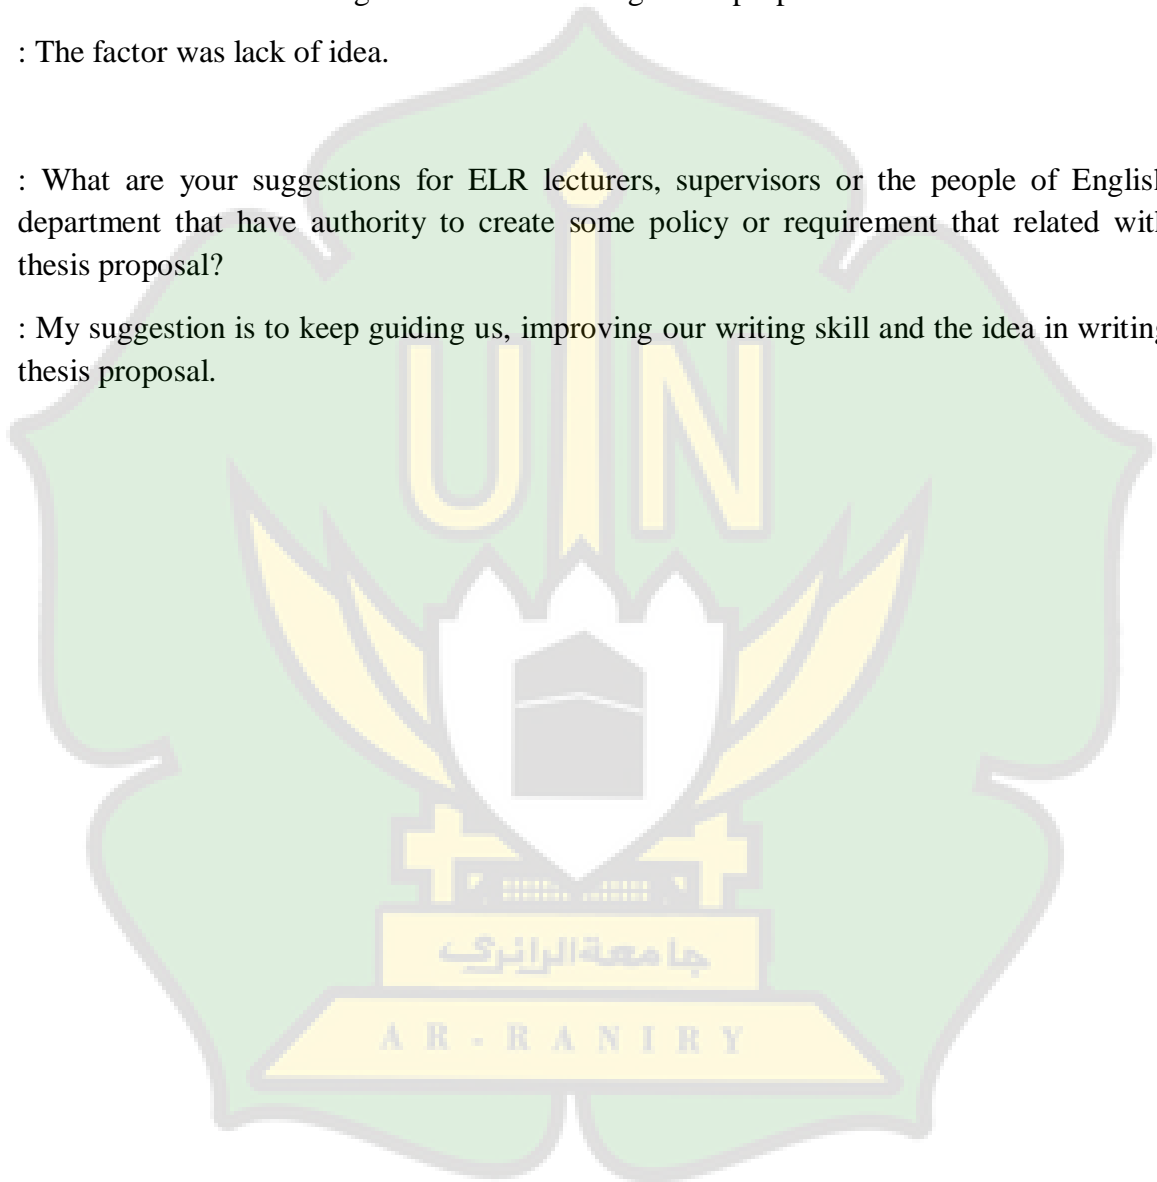 : The factor was lack of idea.
: What are your suggestions for ELR lecturers, supervisors or the people of English
department that have authority to create some policy or requirement that related with
thesis proposal?
: My suggestion is to keep guiding us, improving our writing skill and the idea in writing
thesis proposal.
UIN
جامعة الرانري
AR-RANIRY